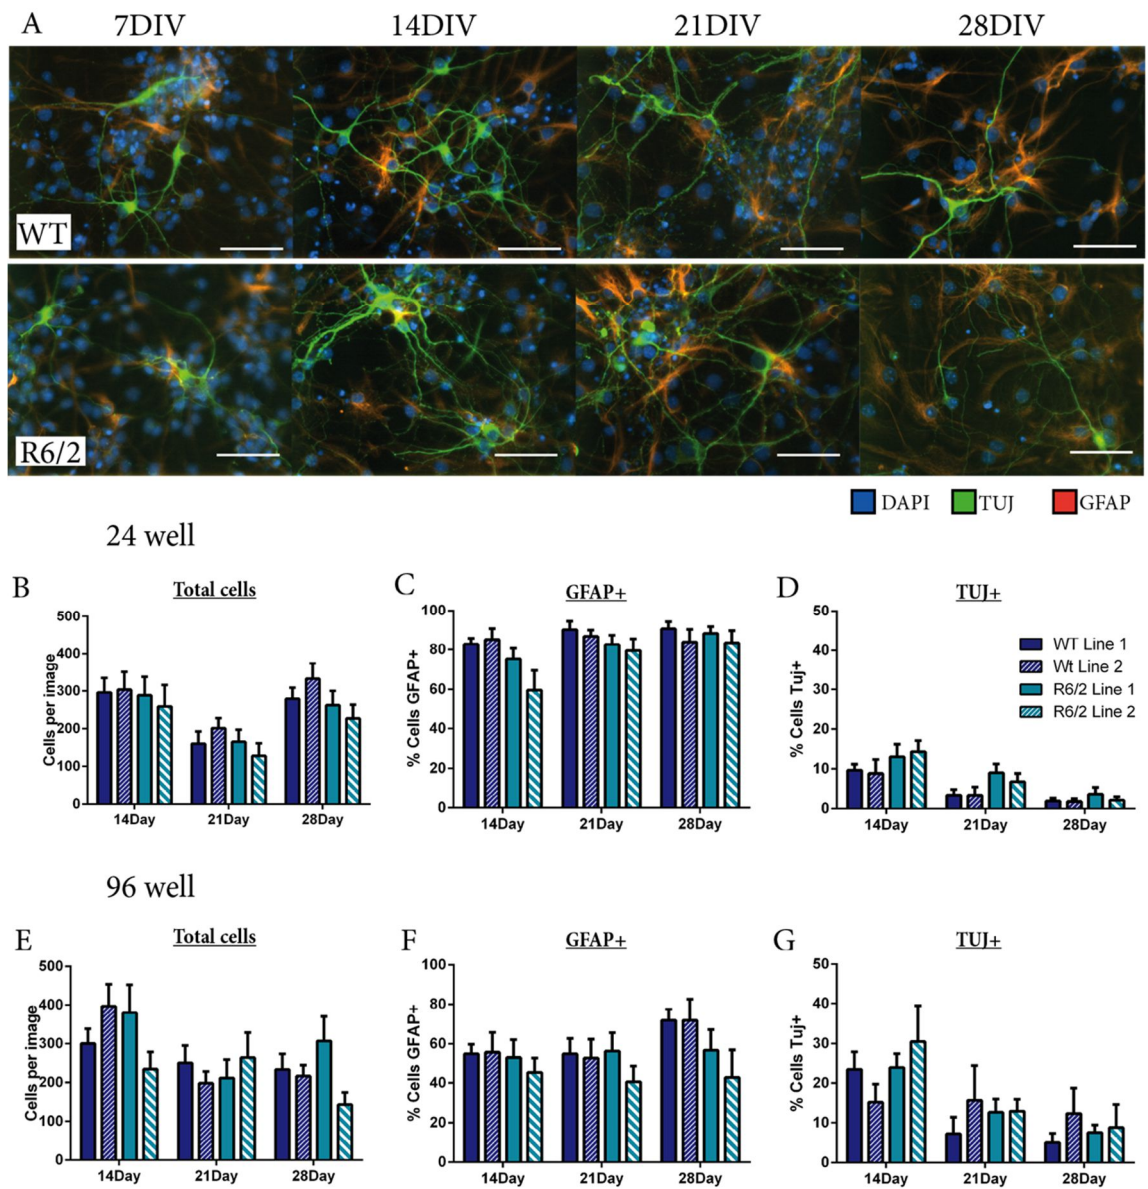 A 7DIV 14DIV 21DIV 28DIV
WT
R6/2
DAPI TUJ GFAP
24 well
B Total cells
500
400
300
200
100
0
Cells per image
14Day 21Day 28Day
C GFAP+
100
80
60
40
20
0
% Cells GFAP+
14Day 21Day 28Day
D TUJ+
50
40
30
20
10
0
% Cells Tuj+
14Day 21Day 28Day
WT Line 1
Wt Line 2
R6/2 Line 1
R6/2 Line 2
96 well
E Total cells
500
400
300
200
100
0
Cells per image
14Day 21Day 28Day
F GFAP+
100
80
60
40
20
0
% Cells GFAP+
14Day 21Day 28Day
G TUJ+
50
40
30
20
10
0
% Cells Tuj+
14Day 21Day 28Day